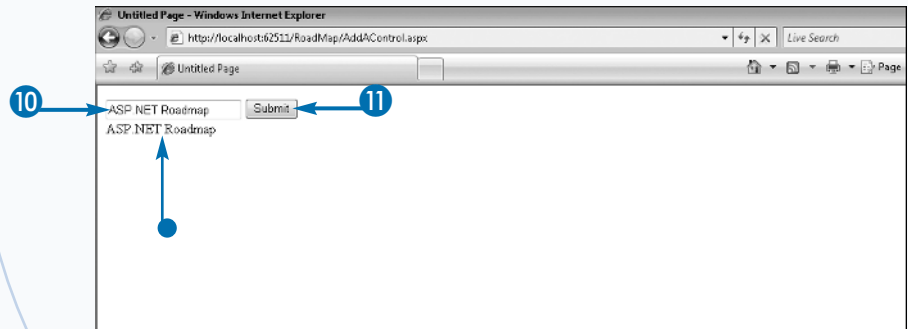 Untitled Page - Windows Internet Explorer
http://localhost:62511/RoadMap/AddAControl.aspx
Live Search
Untitled Page
Page
10
ASP.NET Roadmap
Submit
11
ASP.NET Roadmap